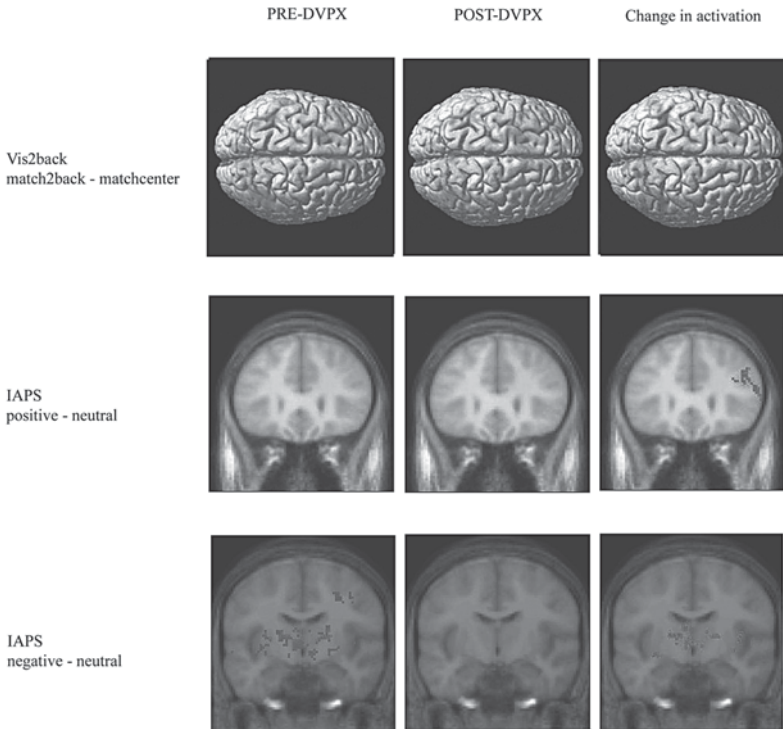 PRE-DVPX POST-DVPX Change in activation
Vis2back
match2back - matchcenter
IAPS
positive - neutral
IAPS
negative - neutral